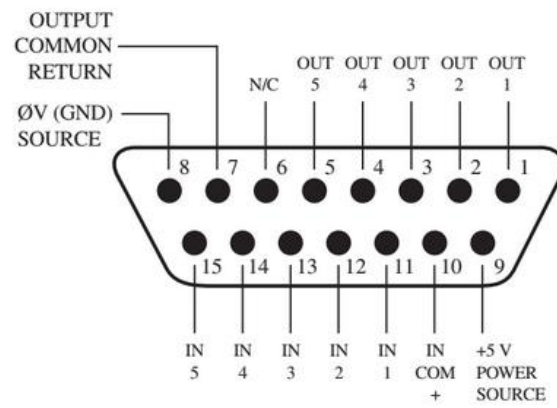 OUTPUT
COMMON
RETURN
ØV (GND)
SOURCE
N/C
OUT
5
OUT
4
OUT
3
OUT
2
OUT
1
8 7 6 5 4 3 2 1
15 14 13 12 11 10 9
IN
5
IN
4
IN
3
IN
2
IN
1
IN
COM
+
+5 V
POWER
SOURCE